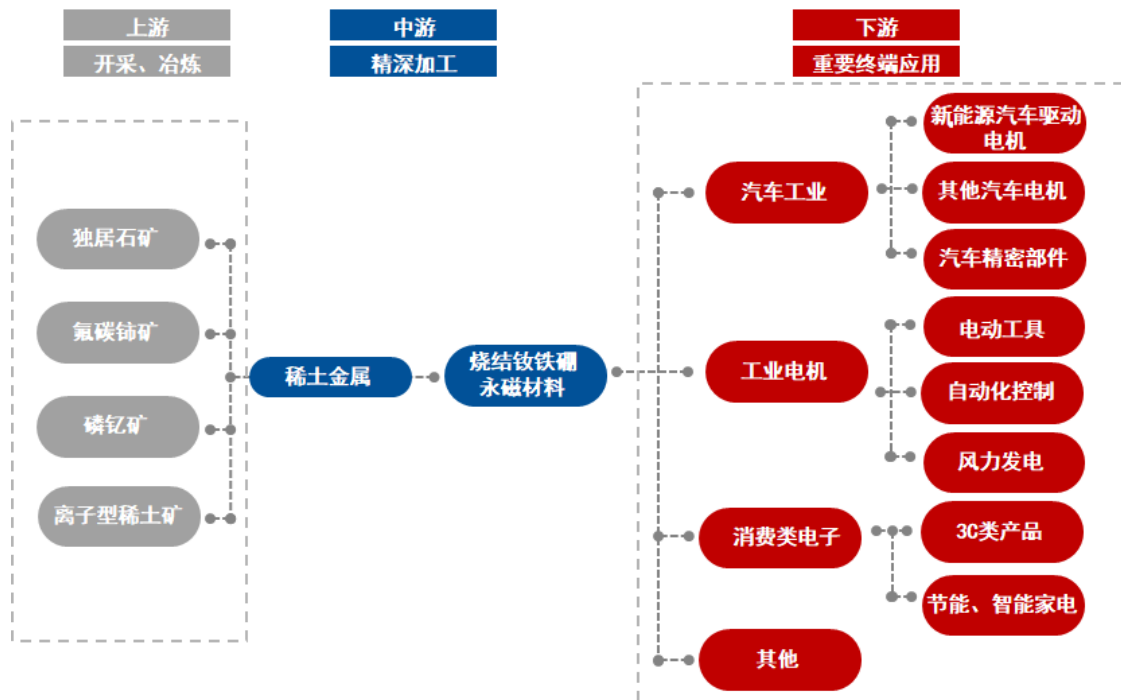 上游
开采、冶炼
中游
精深加工
下游
重要终端应用
独居石矿
氟碳铈矿
磷钇矿
离子型稀土矿
稀土金属
烧结钕铁硼
永磁材料
汽车工业
新能源汽车驱动
电机
其他汽车电机
汽车精密部件
工业电机
电动工具
自动化控制
风力发电
消费类电子
3C类产品
节能、智能家电
其他